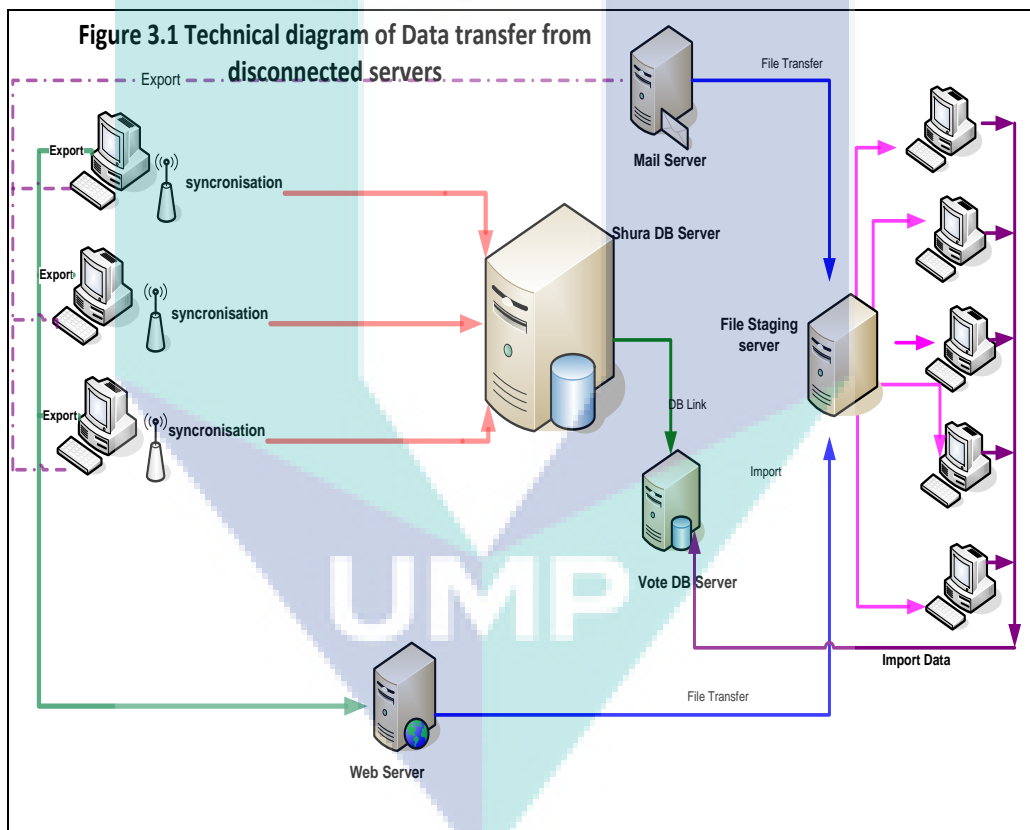 Figure 3.1 Technical diagram of Data transfer from
disconnected servers
Export
File Transfer
Mail Server
Export
syncronisation
Shura DB Server
Export
syncronisation
File Staging
server
Export
syncronisation
DB Link
Import
Vote DB Server
UMP
Import Data
File Transfer
Web Server